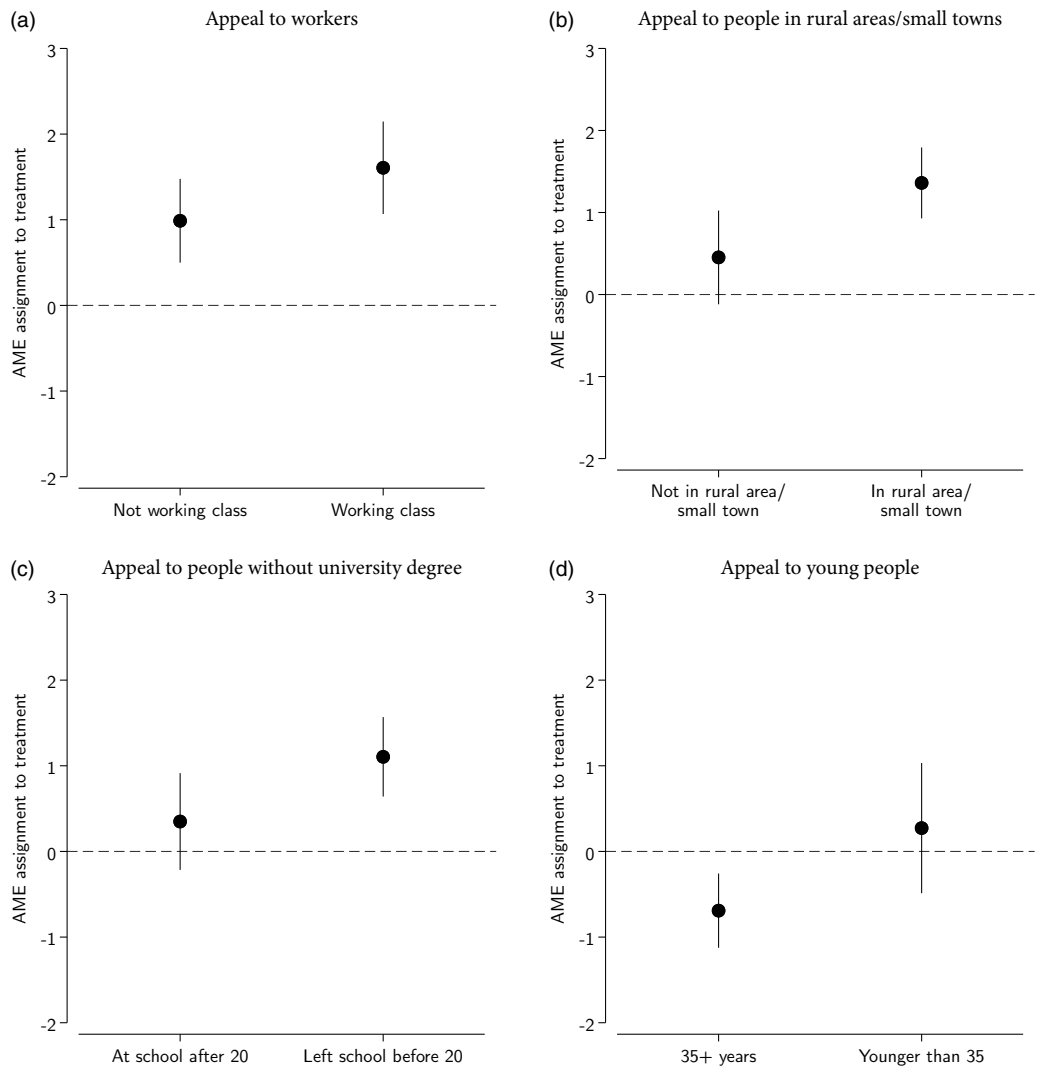 (a) Appeal to workers
3
2
1
0
-1
-2
AME assignment to treatment
Not working class
Working class
(b) Appeal to people in rural areas/small towns
3
2
1
0
-1
-2
AME assignment to treatment
Not in rural area/
small town
In rural area/
small town
(c) Appeal to people without university degree
3
2
1
0
-1
-2
AME assignment to treatment
At school after 20
Left school before 20
(d) Appeal to young people
3
2
1
0
-1
-2
AME assignment to treatment
35+ years
Younger than 35